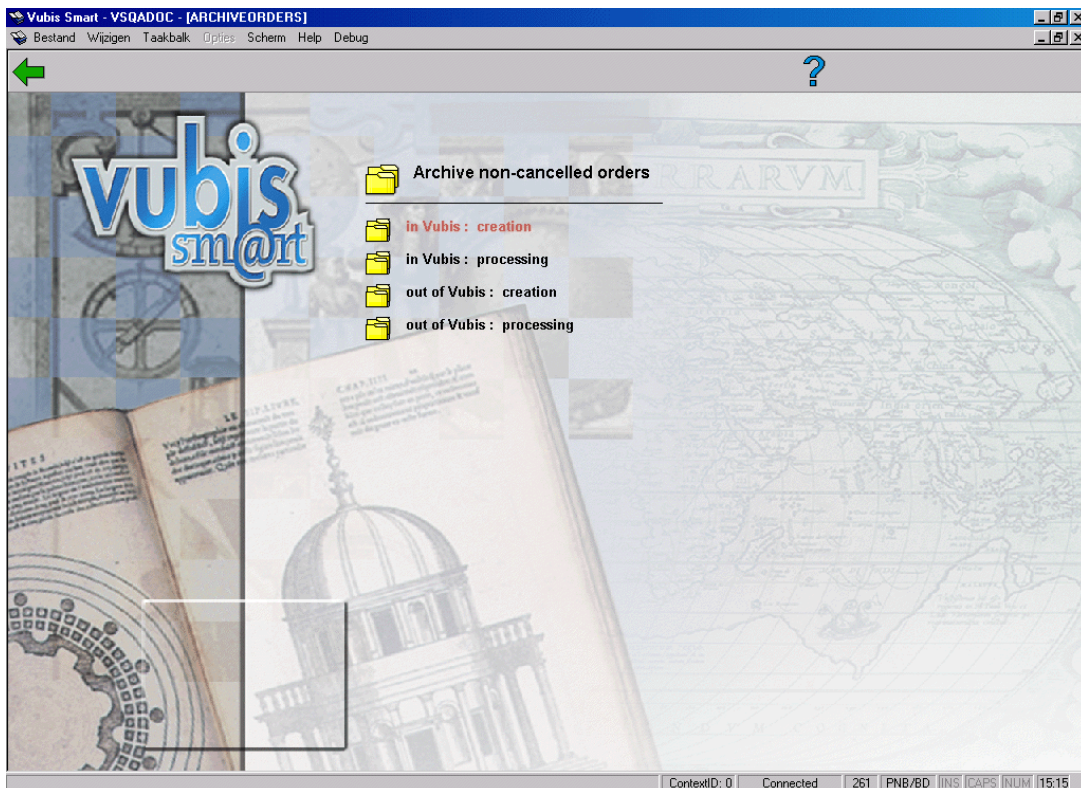 Vubis Smart - VSQADOC - [ARCHIVEORDERS]
Bestand Wijzigen Taakbalk Opties Scherm Help Debug
?
vubis
sm@rt
RRARVM
Archive non-cancelled orders
in Vubis : creation
in Vubis : processing
out of Vubis : creation
out of Vubis : processing
ContextID: 0 Connected 261 PNB/BD INS CAPS NUM 15:15